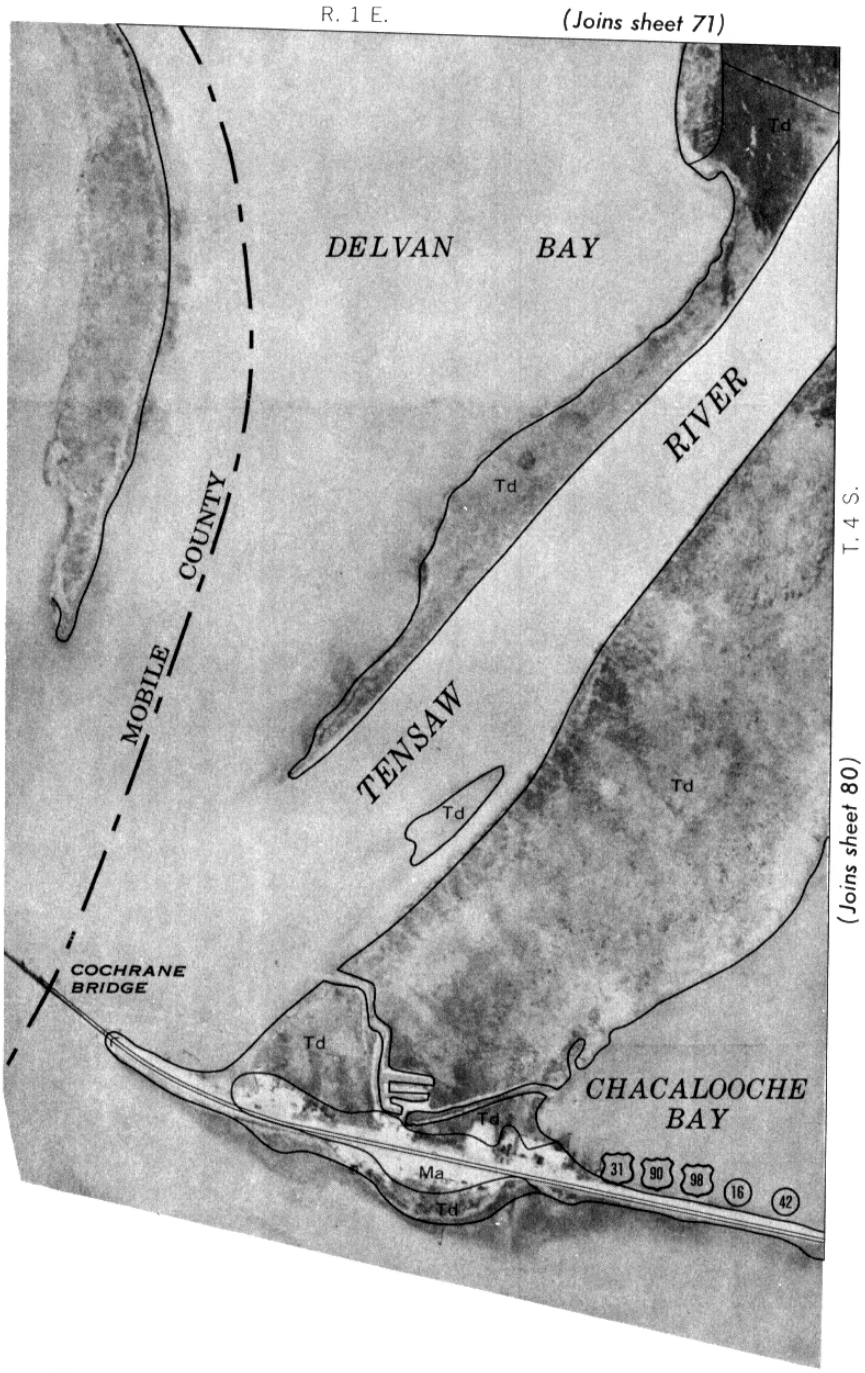 R. 1 E.
(Joins sheet 71)
Td
DELVAN BAY
RIVER
Td
T. 4 S.
COUNTY
MOBILE
TENSAW
Td
Td
(Joins sheet 80)
COCHRANE
BRIDGE
Td
CHACALOOCHE
BAY
Td
Ma
31
90
98
16
42
Td